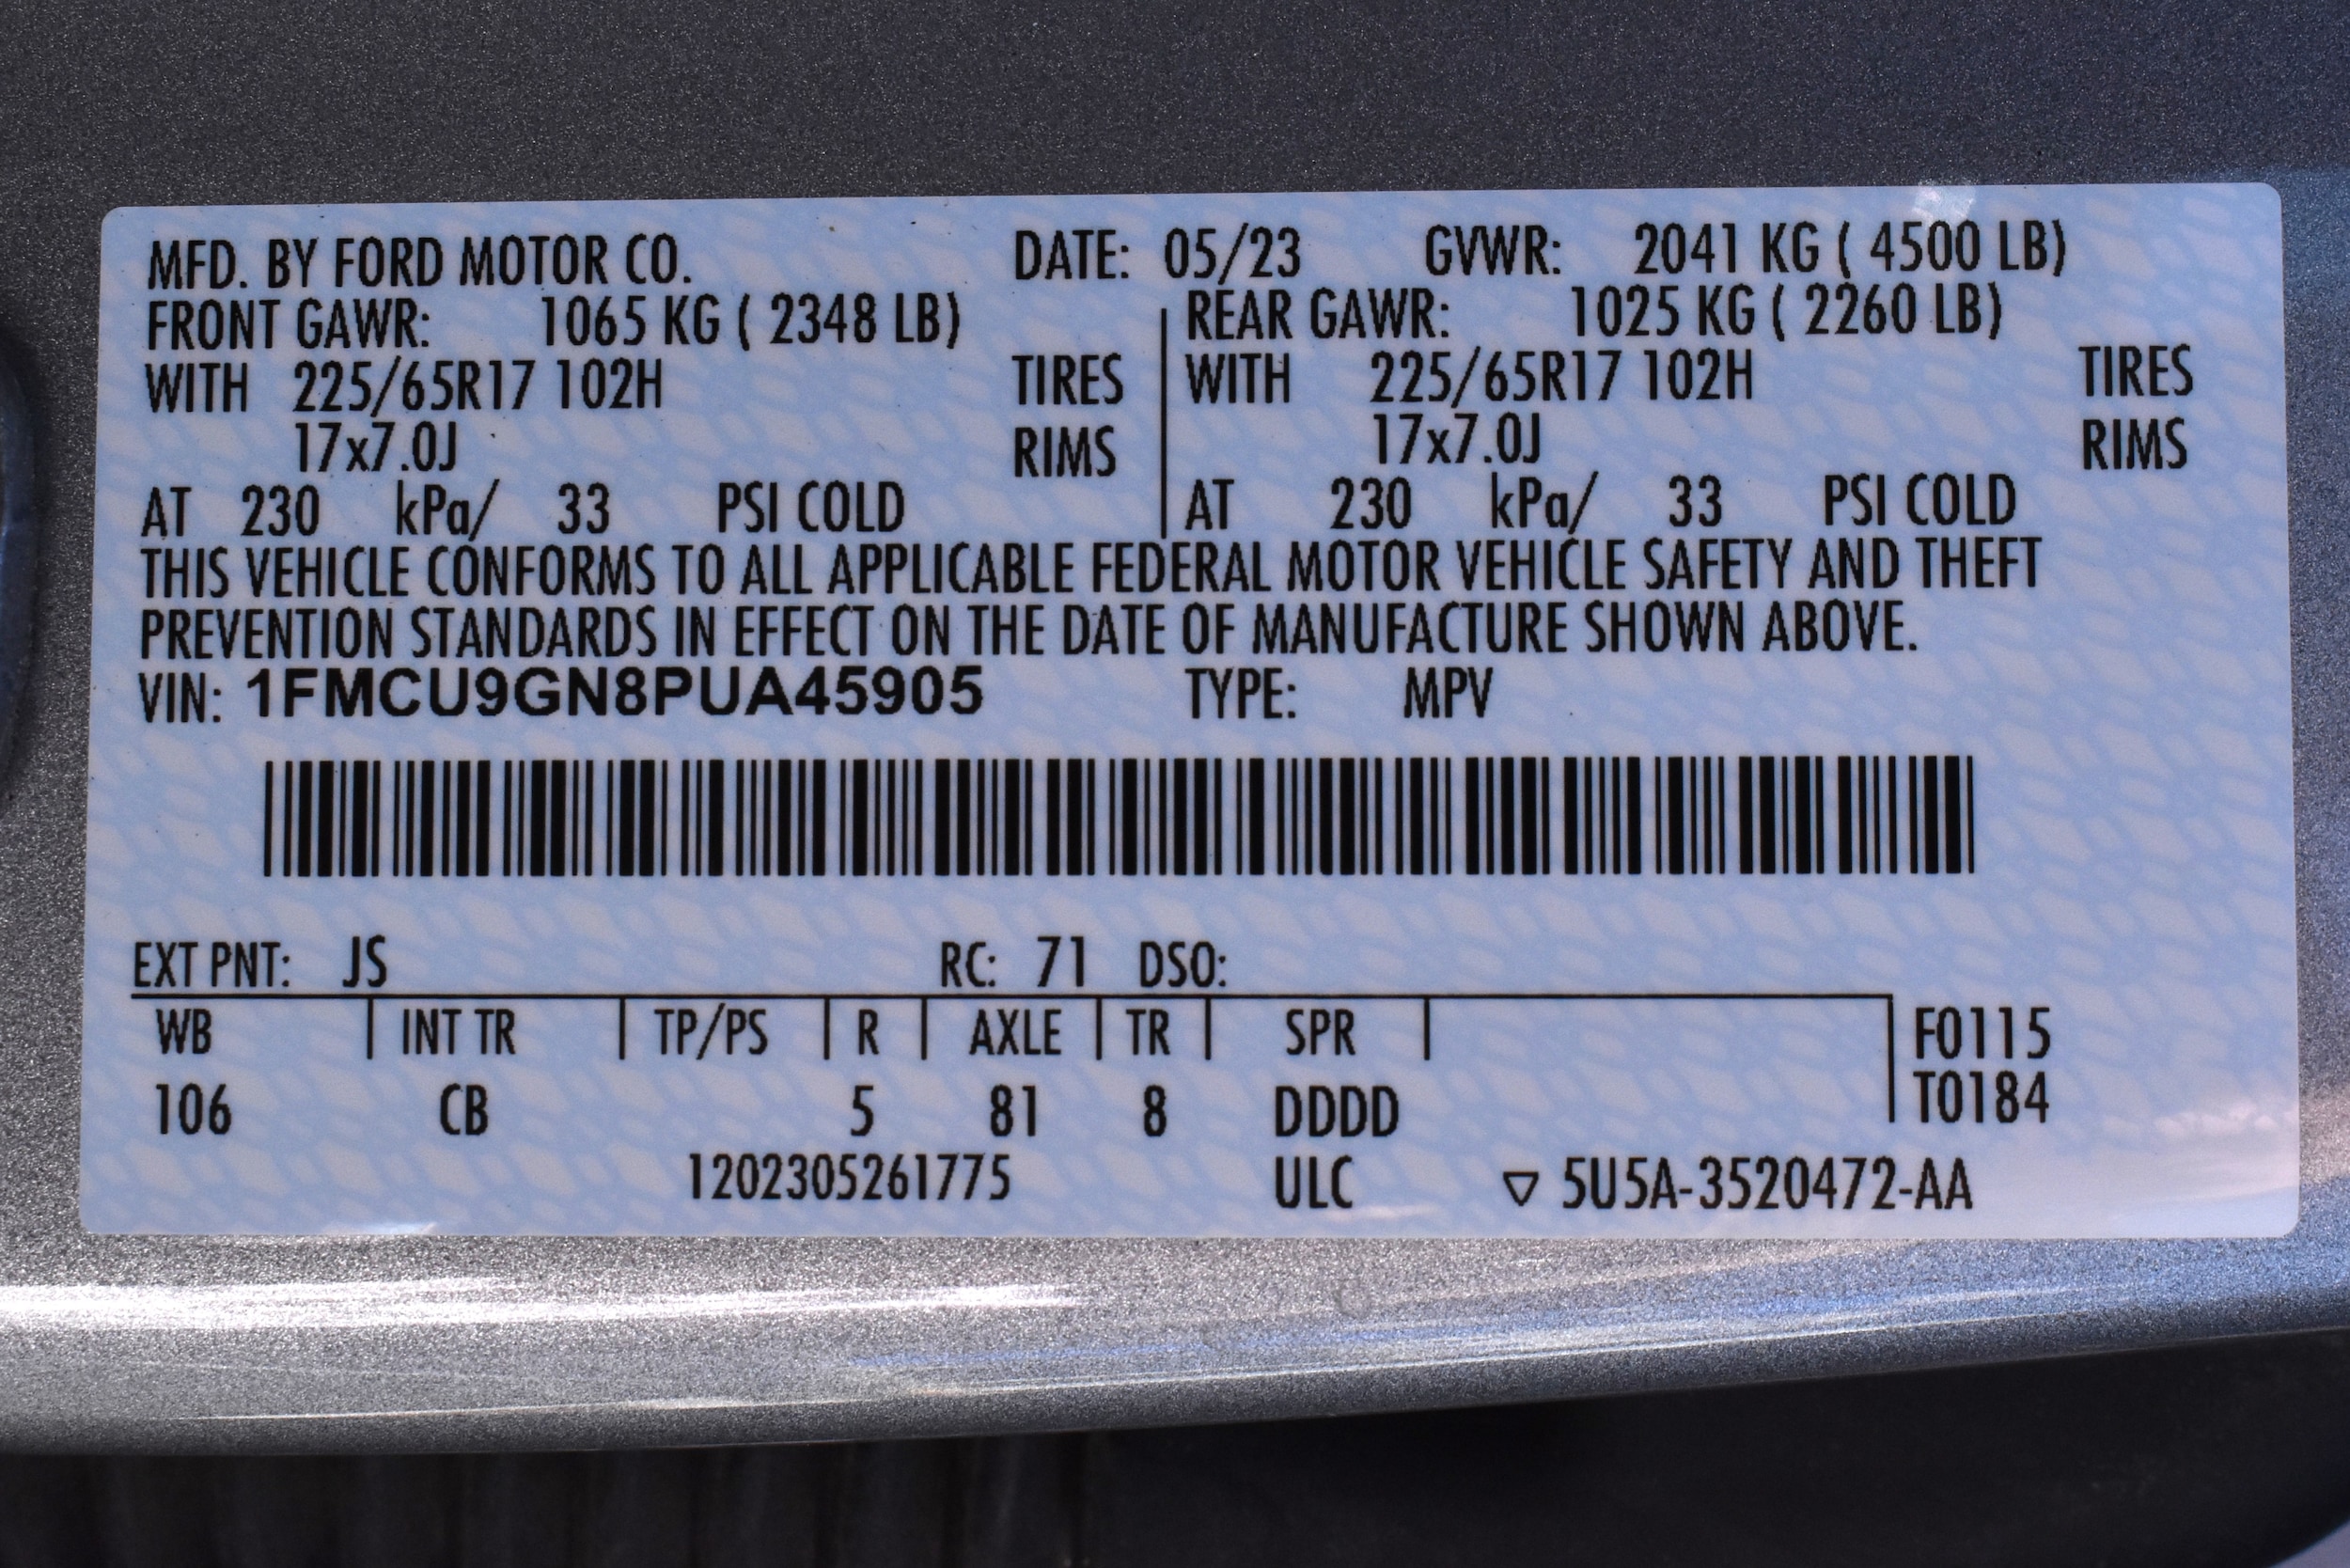 MFD. BY FORD MOTOR CO. DATE: 05/23 GVWR: 2041 KG ( 4500 LB)
FRONT GAWR: 1065 KG ( 2348 LB) REAR GAWR: 1025 KG ( 2260 LB)
WITH 225/65R17 102H TIRES WITH 225/65R17 102H TIRES
17x7.0J RIMS 17x7.0J RIMS
AT 230 kPa/ 33 PSI COLD AT 230 kPa/ 33 PSI COLD
THIS VEHICLE CONFORMS TO ALL APPLICABLE FEDERAL MOTOR VEHICLE SAFETY AND THEFT
PREVENTION STANDARDS IN EFFECT ON THE DATE OF MANUFACTURE SHOWN ABOVE.
VIN: 1FMCU9GN8PUA45905 TYPE: MPV
EXT PNT: JS RC: 71 DSO:
WB INT TR TP/PS R AXLE TR SPR F0115
106 CB 5 81 8 DDDD T0184
1202305261775 ULC ▽ 5U5A-3520472-AA